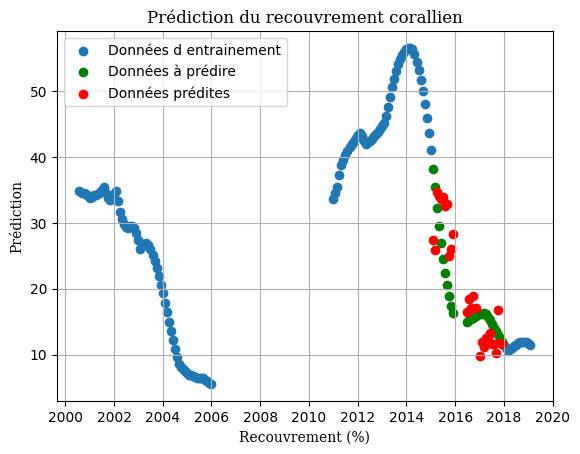 Prédiction du recouvrement corallien
Données d entrainement
Données à prédire
Données prédites
Prédiction
50
40
30
20
10
2000 2002 2004 2006 2008 2010 2012 2014 2016 2018 2020
Recouvrement (%)